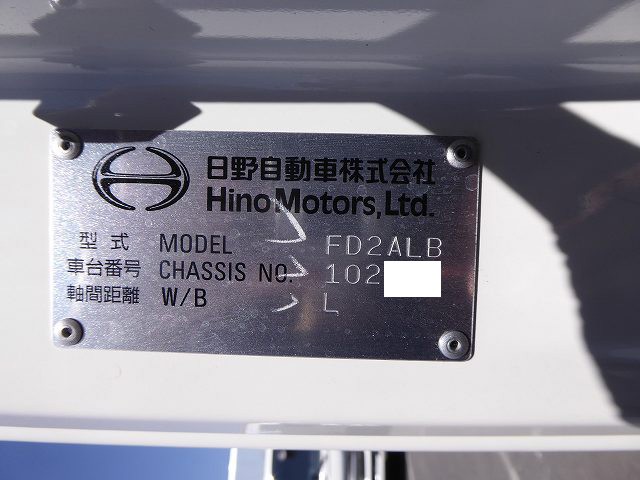 日野自動車株式会社
Hino Motors, Ltd.
型式 MODEL FD2ALB
車台番号 CHASSIS NO. 102
軸間距離 W/B L